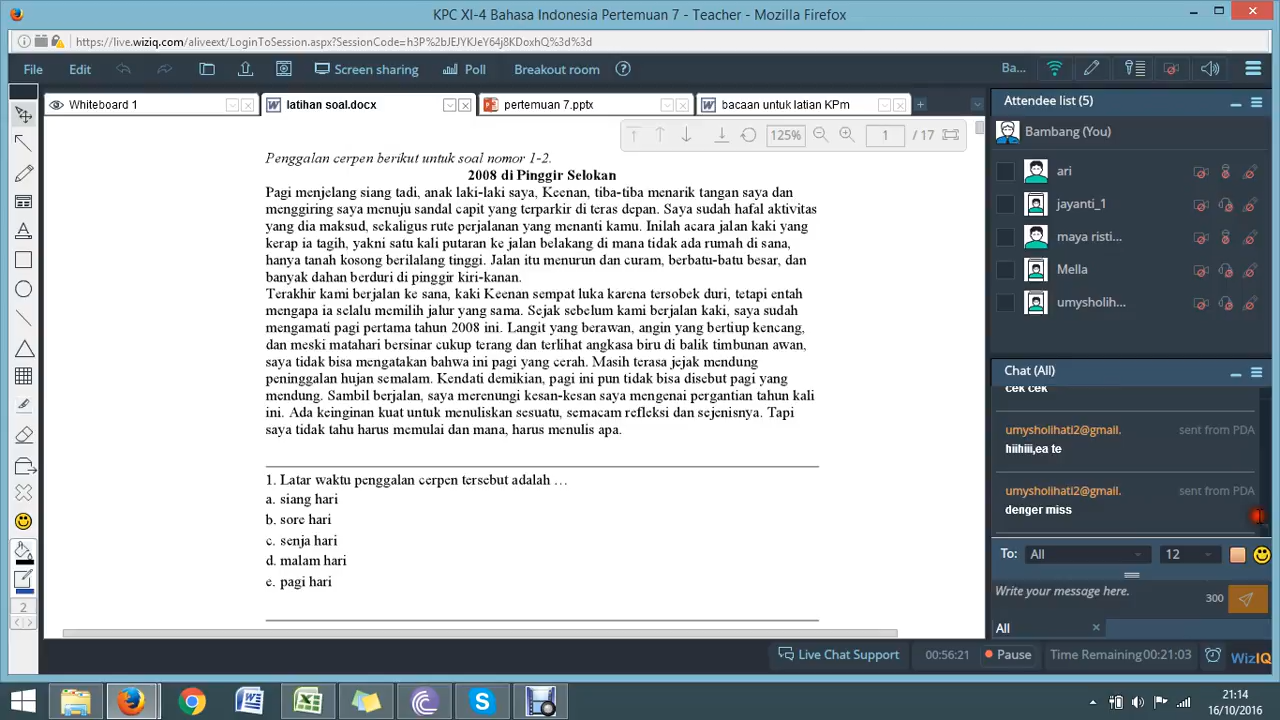 KPC XI-4 Bahasa Indonesia Pertemuan 7 - Teacher - Mozilla Firefox
https://live.wiziq.com/aliveext/LoginToSession.aspx?SessionCode=h3P%2bJEJYKJeY64j8KDoxhQ%3d%3d
File Edit Screen sharing Poll Breakout room ? Ba...
Whiteboard 1 latihan soal.docx pertemuan 7.pptx bacaan untuk latian KPm
125% 1 / 17
Penggalan cerpen berikut untuk soal nomor 1-2.
2008 di Pinggir Selokan
Pagi menjelang siang tadi, anak laki-laki saya, Keenan, tiba-tiba menarik tangan saya dan
menggiring saya menuju sandal capit yang terparkir di teras depan. Saya sudah hafal aktivitas
yang dia maksud, sekaligus rute perjalanan yang menanti kamu. Inilah acara jalan kaki yang
kerap ia tagih, yakni satu kali putaran ke jalan belakang di mana tidak ada rumah di sana,
hanya tanah kosong berilalang tinggi. Jalan itu menurun dan curam, berbatu-batu besar, dan
banyak dahan berduri di pinggir kiri-kanan.
Terakhir kami berjalan ke sana, kaki Keenan sempat luka karena tersobek duri, tetapi entah
mengapa ia selalu memilih jalur yang sama. Sejak sebelum kami berjalan kaki, saya sudah
mengamati pagi pertama tahun 2008 ini. Langit yang berawan, angin yang bertiup kencang,
dan meski matahari bersinar cukup terang dan terlihat angkasa biru di balik timbunan awan,
saya tidak bisa mengatakan bahwa ini pagi yang cerah. Masih terasa jejak mendung
peninggalan hujan semalam. Kendati demikian, pagi ini pun tidak bisa disebut pagi yang
mendung. Sambil berjalan, saya merenungi kesan-kesan saya mengenai pergantian tahun kali
ini. Ada keinginan kuat untuk menuliskan sesuatu, semacam refleksi dan sejenisnya. Tapi
saya tidak tahu harus memulai dan mana, harus menulis apa.
1. Latar waktu penggalan cerpen tersebut adalah …
a. siang hari
b. sore hari
c. senja hari
d. malam hari
e. pagi hari
2
Attendee list (5)
Bambang (You)
ari
jayanti_1
maya risti...
Mella
umysholih...
Chat (All)
cek cek
umysholihati2@gmail. sent from PDA
hiihiii,ea te
umysholihati2@gmail. sent from PDA
denger miss
To: All 12
Write your message here. 300
All
Live Chat Support 00:56:21 Pause Time Remaining 00:21:03 WizIQ
21:14
16/10/2016